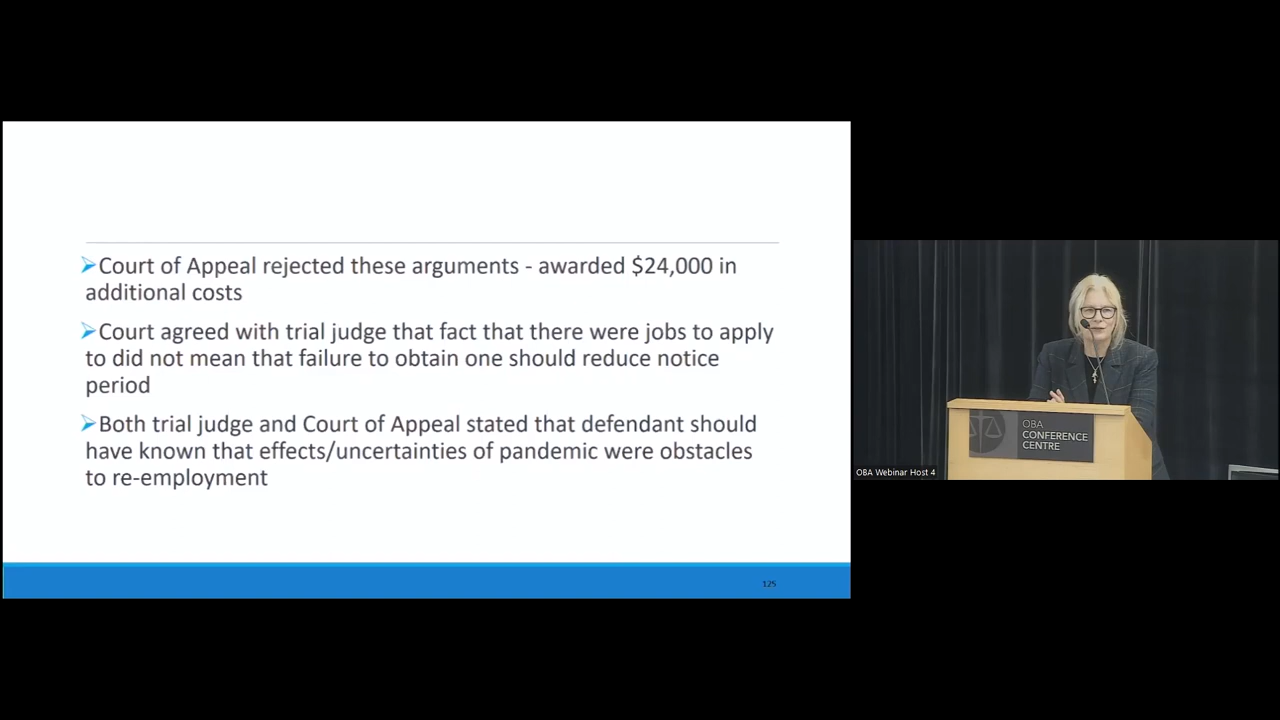 ➢Court of Appeal rejected these arguments - awarded $24,000 in
additional costs
➢Court agreed with trial judge that fact that there were jobs to apply
to did not mean that failure to obtain one should reduce notice
period
➢Both trial judge and Court of Appeal stated that defendant should
have known that effects/uncertainties of pandemic were obstacles
to re-employment
125
OBA
CONFERENCE
CENTRE
OBA Webinar Host 4